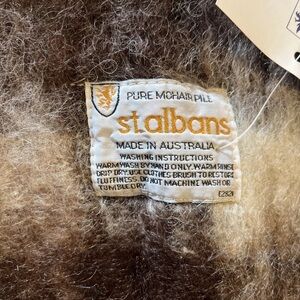 PURE MOHAIR PILE
st.albans
MADE IN AUSTRALIA
WASHING INSTRUCTIONS
WARM WASH BY HAND ONLY. WARM RINSE
DRIP DRY. USE CLOTHES BRUSH TO RESTORE
FLUFFINESS. DO NOT MACHINE WASH OR
TUMBLE DRY.